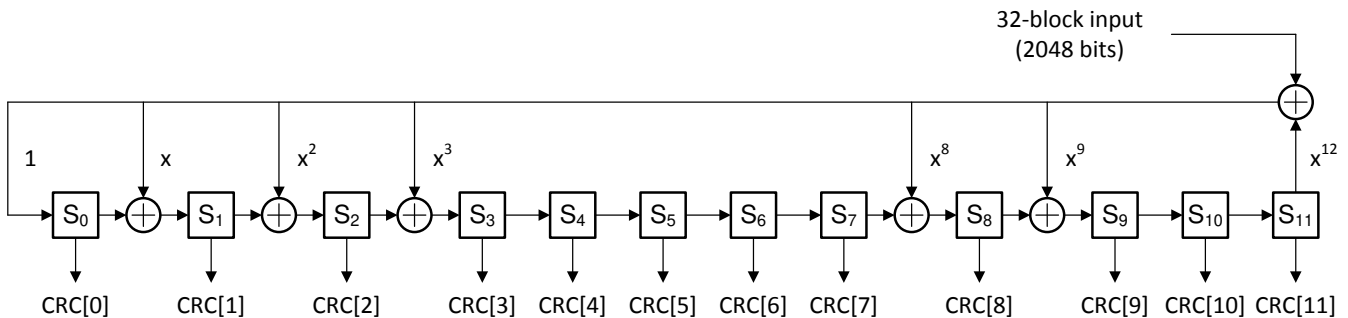 32-block input
(2048 bits)
1 x x² x³ x⁸ x⁹ x¹²
S₀ S₁ S₂ S₃ S₄ S₅ S₆ S₇ S₈ S₉ S₁₀ S₁₁
CRC[0] CRC[1] CRC[2] CRC[3] CRC[4] CRC[5] CRC[6] CRC[7] CRC[8] CRC[9] CRC[10] CRC[11]